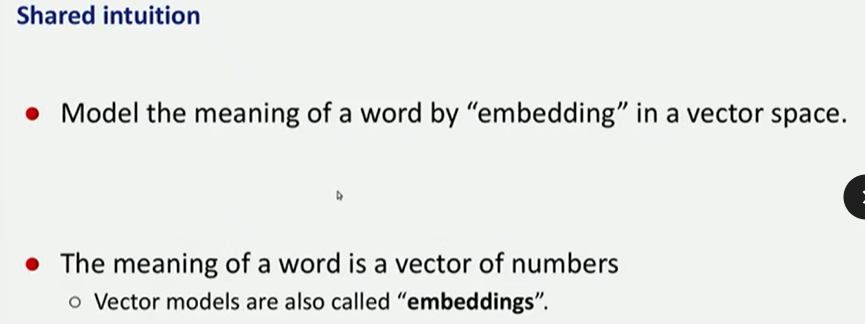 Shared intuition
● Model the meaning of a word by “embedding” in a vector space.
● The meaning of a word is a vector of numbers
○ Vector models are also called “embeddings”.